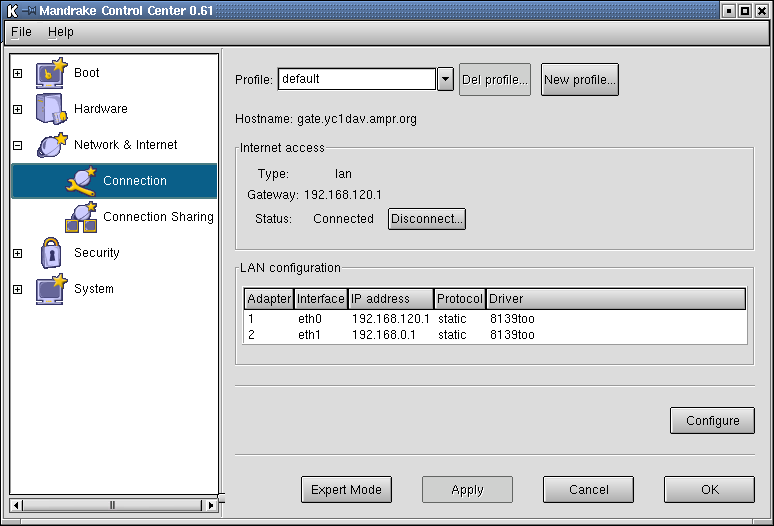 Mandrake Control Center 0.61
File Help
Boot
Hardware
Network & Internet
Connection
Connection Sharing
Security
System
Profile: default Del profile... New profile...
Hostname: gate.yc1dav.ampr.org
Internet access
Type: lan
Gateway: 192.168.120.1
Status: Connected Disconnect...
LAN configuration
Adapter Interface IP address Protocol Driver
1 eth0 192.168.120.1 static 8139too
2 eth1 192.168.0.1 static 8139too
Configure
Expert Mode Apply Cancel OK